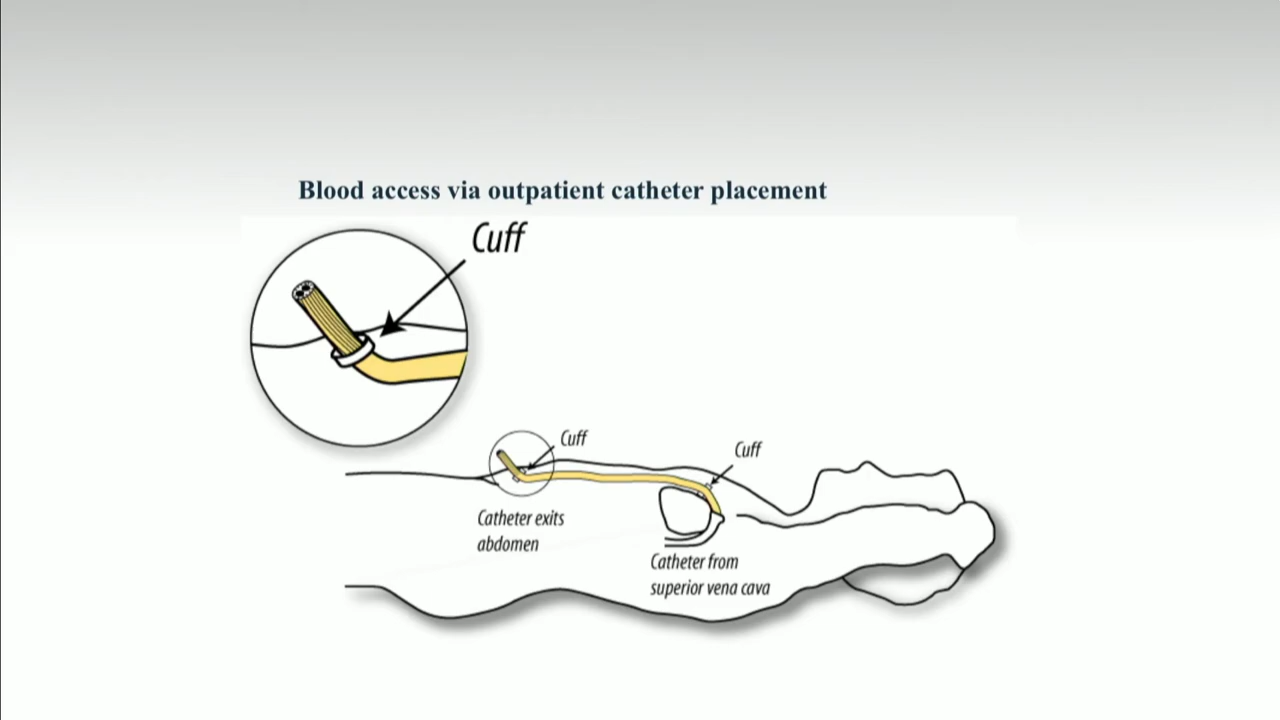 Blood access via outpatient catheter placement
Cuff
Cuff
Cuff
Catheter exits
abdomen
Catheter from
superior vena cava